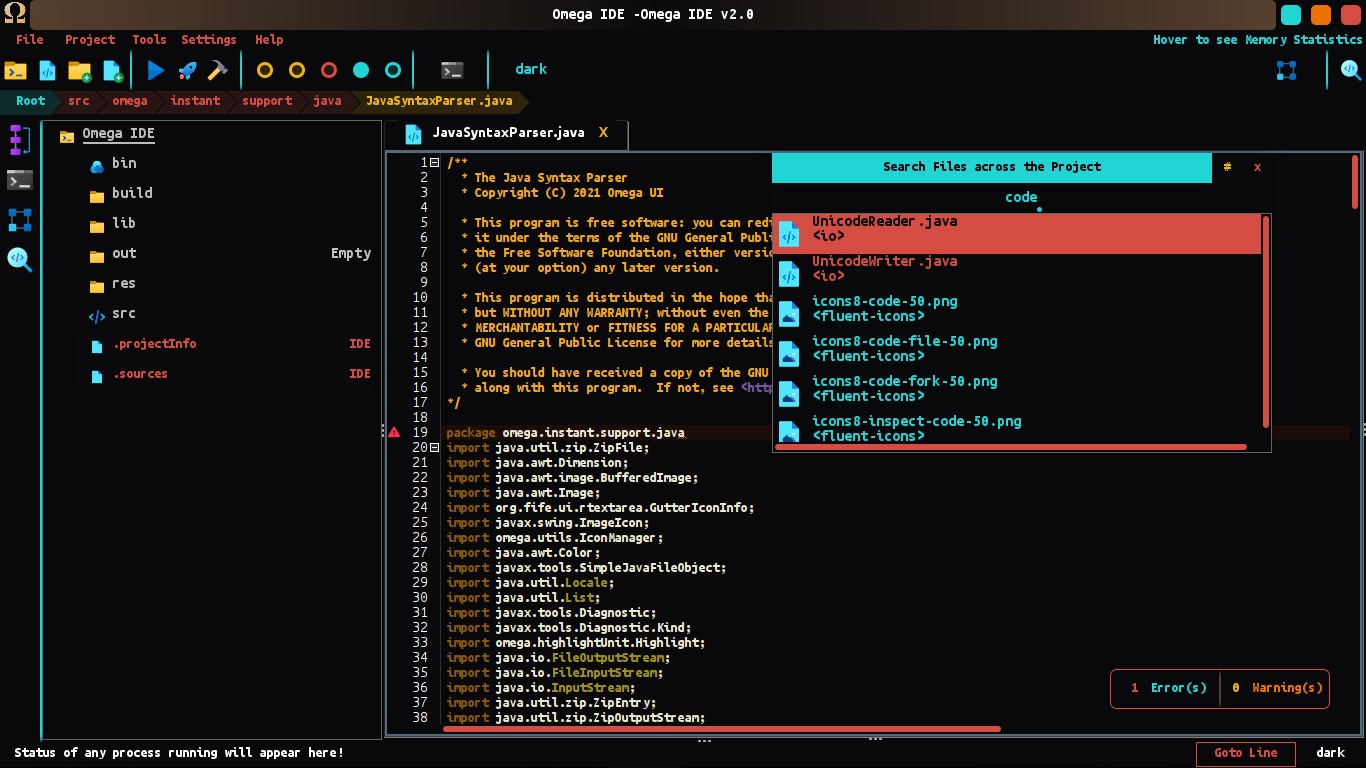 Omega IDE -Omega IDE v2.0
File Project Tools Settings Help
Hover to see Memory Statistics
dark
Root src omega instant support java JavaSyntaxParser.java
Omega IDE
bin
build
lib
out Empty
res
src
.projectInfo IDE
.sources IDE
JavaSyntaxParser.java X
1 /**
2 * The Java Syntax Parser
3 * Copyright (C) 2021 Omega UI
4
5 * This program is free software: you can redi
6 * it under the terms of the GNU General Publi
7 * the Free Software Foundation, either versio
8 * (at your option) any later version.
9
10 * This program is distributed in the hope tha
11 * but WITHOUT ANY WARRANTY; without even the
12 * MERCHANTABILITY or FITNESS FOR A PARTICULAR
13 * GNU General Public License for more details
14
15 * You should have received a copy of the GNU
16 * along with this program. If not, see <http
17 */
18
19 package omega.instant.support.java
20 import java.util.zip.ZipFile;
21 import java.awt.Dimension;
22 import java.awt.image.BufferedImage;
23 import java.awt.Image;
24 import org.fife.ui.rtextarea.GutterIconInfo;
25 import javax.swing.ImageIcon;
26 import omega.utils.IconManager;
27 import java.awt.Color;
28 import javax.tools.SimpleJavaFileObject;
29 import java.util.Locale;
30 import java.util.List;
31 import javax.tools.Diagnostic;
32 import javax.tools.Diagnostic.Kind;
33 import omega.highlightUnit.Highlight;
34 import java.io.FileOutputStream;
35 import java.io.FileInputStream;
36 import java.io.InputStream;
37 import java.util.zip.ZipEntry;
38 import java.util.zip.ZipOutputStream;
Search Files across the Project # x
code
UnicodeReader.java
<io>
UnicodeWriter.java
<io>
icons8-code-50.png
<fluent-icons>
icons8-code-file-50.png
<fluent-icons>
icons8-code-fork-50.png
<fluent-icons>
icons8-inspect-code-50.png
<fluent-icons>
1 Error(s) 0 Warning(s)
Status of any process running will appear here!
Goto Line dark